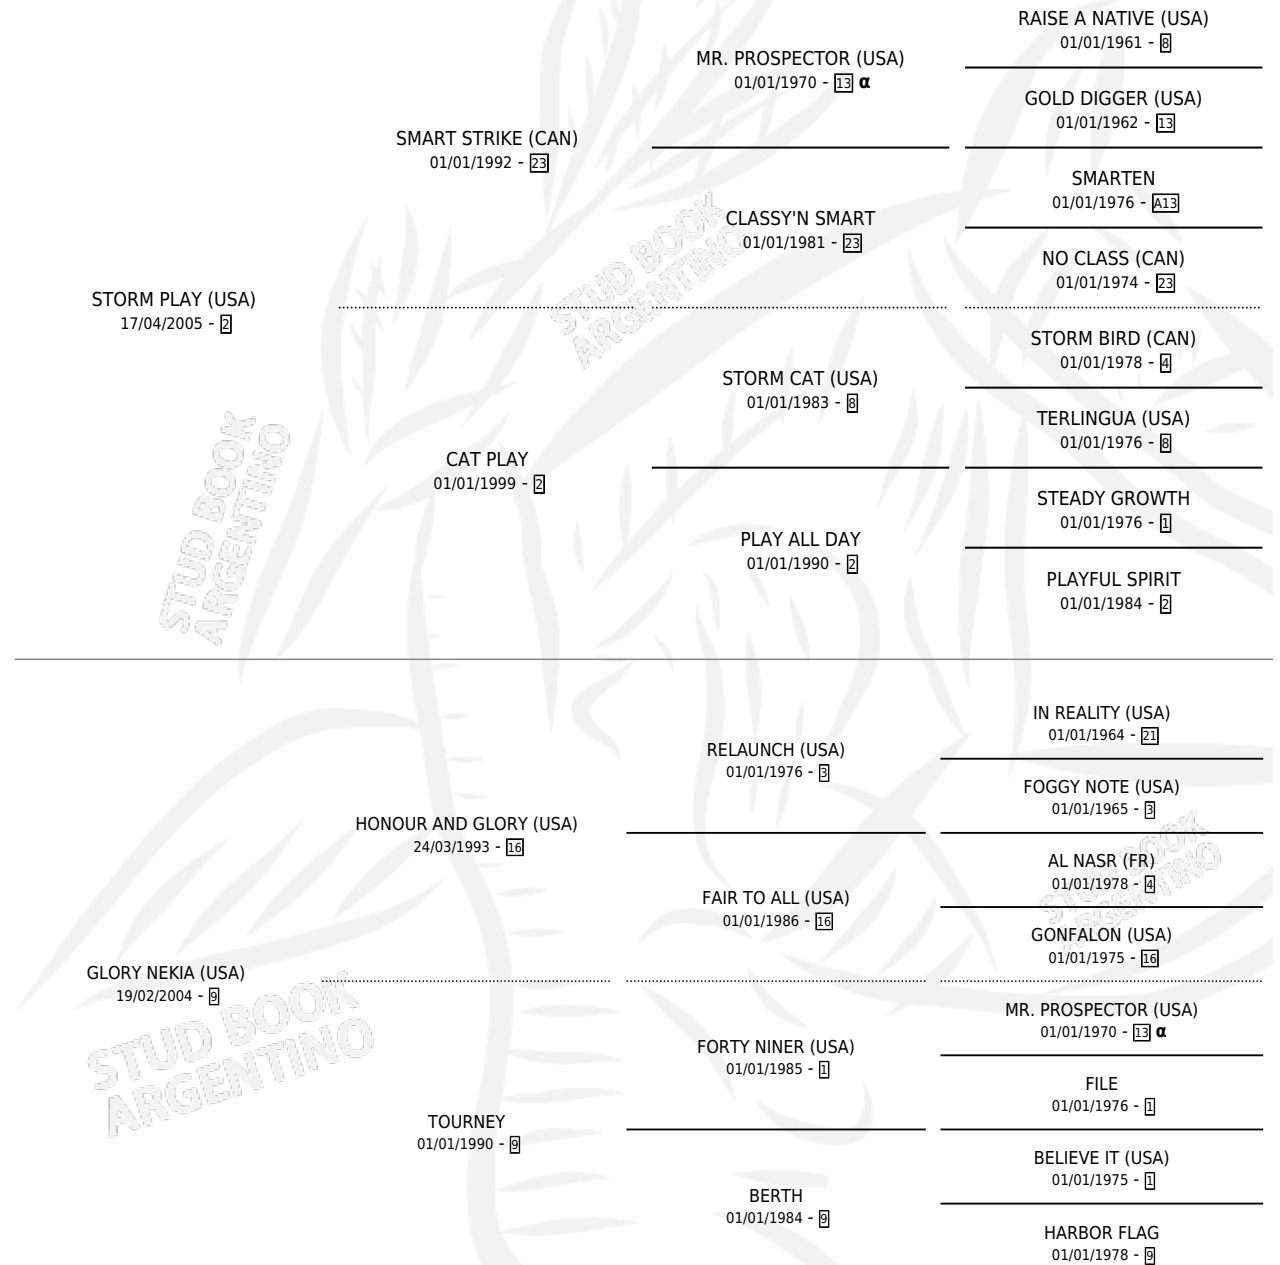 RAISE A NATIVE (USA)
01/01/1961 - 8
MR. PROSPECTOR (USA)
01/01/1970 - 13 α
GOLD DIGGER (USA)
01/01/1962 - 13
SMART STRIKE (CAN)
01/01/1992 - 23
SMARTEN
01/01/1976 - A13
CLASSY'N SMART
01/01/1981 - 23
NO CLASS (CAN)
01/01/1974 - 23
STORM PLAY (USA)
17/04/2005 - 2
STORM BIRD (CAN)
01/01/1978 - 4
STORM CAT (USA)
01/01/1983 - 8
TERLINGUA (USA)
01/01/1976 - 8
CAT PLAY
01/01/1999 - 2
STEADY GROWTH
01/01/1976 - 1
PLAY ALL DAY
01/01/1990 - 2
PLAYFUL SPIRIT
01/01/1984 - 2
IN REALITY (USA)
01/01/1964 - 21
RELAUNCH (USA)
01/01/1976 - 3
FOGGY NOTE (USA)
01/01/1965 - 3
HONOUR AND GLORY (USA)
24/03/1993 - 16
AL NASR (FR)
01/01/1978 - 4
FAIR TO ALL (USA)
01/01/1986 - 16
GONFALON (USA)
01/01/1975 - 16
GLORY NEKIA (USA)
19/02/2004 - 9
MR. PROSPECTOR (USA)
01/01/1970 - 13 α
FORTY NINER (USA)
01/01/1985 - 1
FILE
01/01/1976 - 1
TOURNEY
01/01/1990 - 9
BELIEVE IT (USA)
01/01/1975 - 1
BERTH
01/01/1984 - 9
HARBOR FLAG
01/01/1978 - 9
STUD BOOK
ARGENTINO
STUD BOOK
ARGENTINO
STUD BOOK
ARGENTINO
STUD BOOK
ARGENTINO